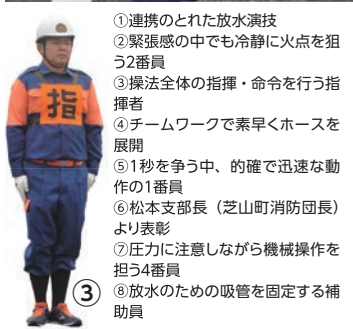 ①連携のとれた放水演技
②緊張感の中でも冷静に火点を狙
う2番員
③操法全体の指揮・命令を行う指
揮者
④チームワークで素早くホースを
展開
⑤1秒を争う中、的確で迅速な動
作の1番員
⑥松本支部長（芝山町消防団長）
より表彰
⑦圧力に注意しながら機械操作を
担う4番員
⑧放水のための吸管を固定する補
助員
指
③